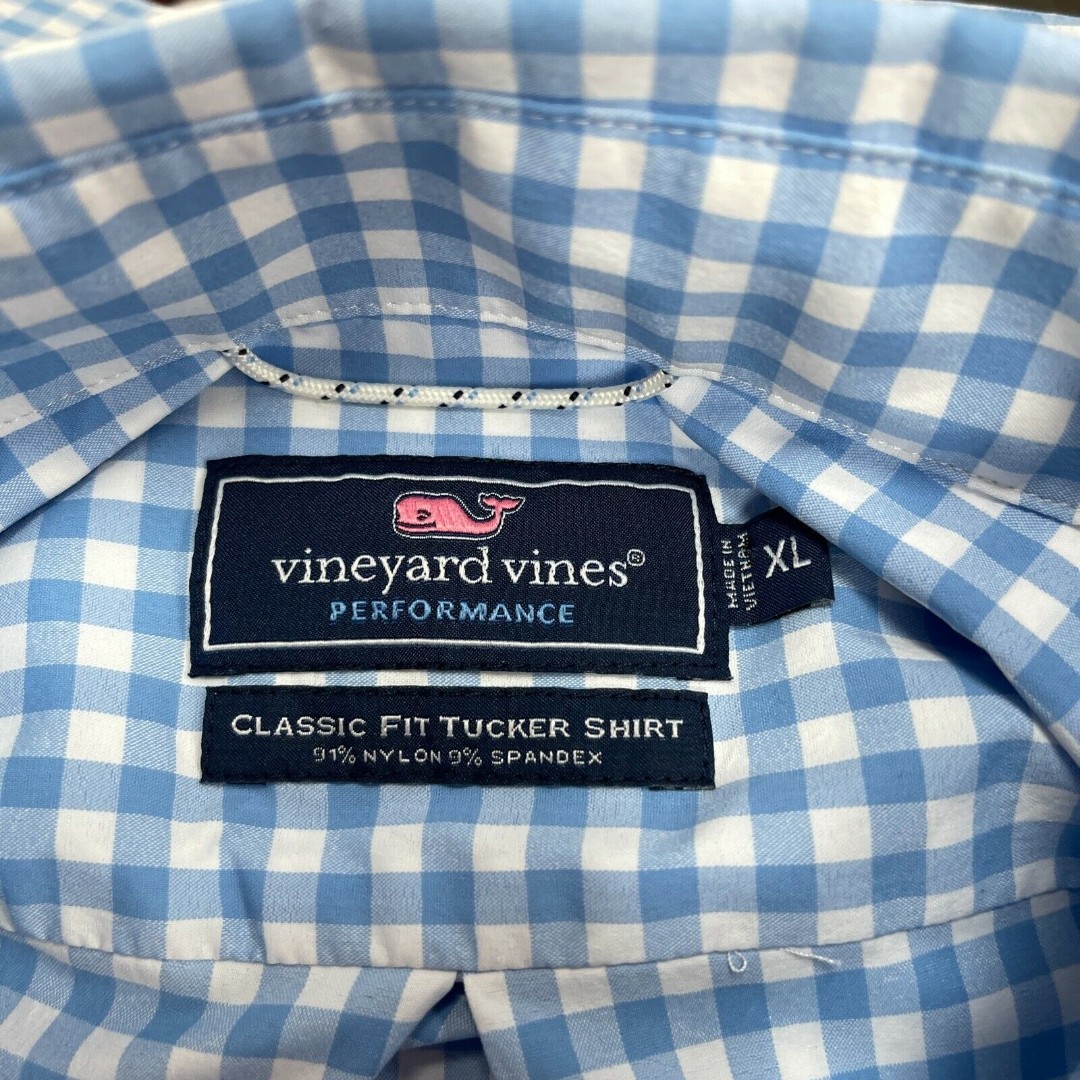 vineyard vines®
PERFORMANCE
MADE IN
VIETNAM
XL
CLASSIC FIT TUCKER SHIRT
91% NYLON 9% SPANDEX